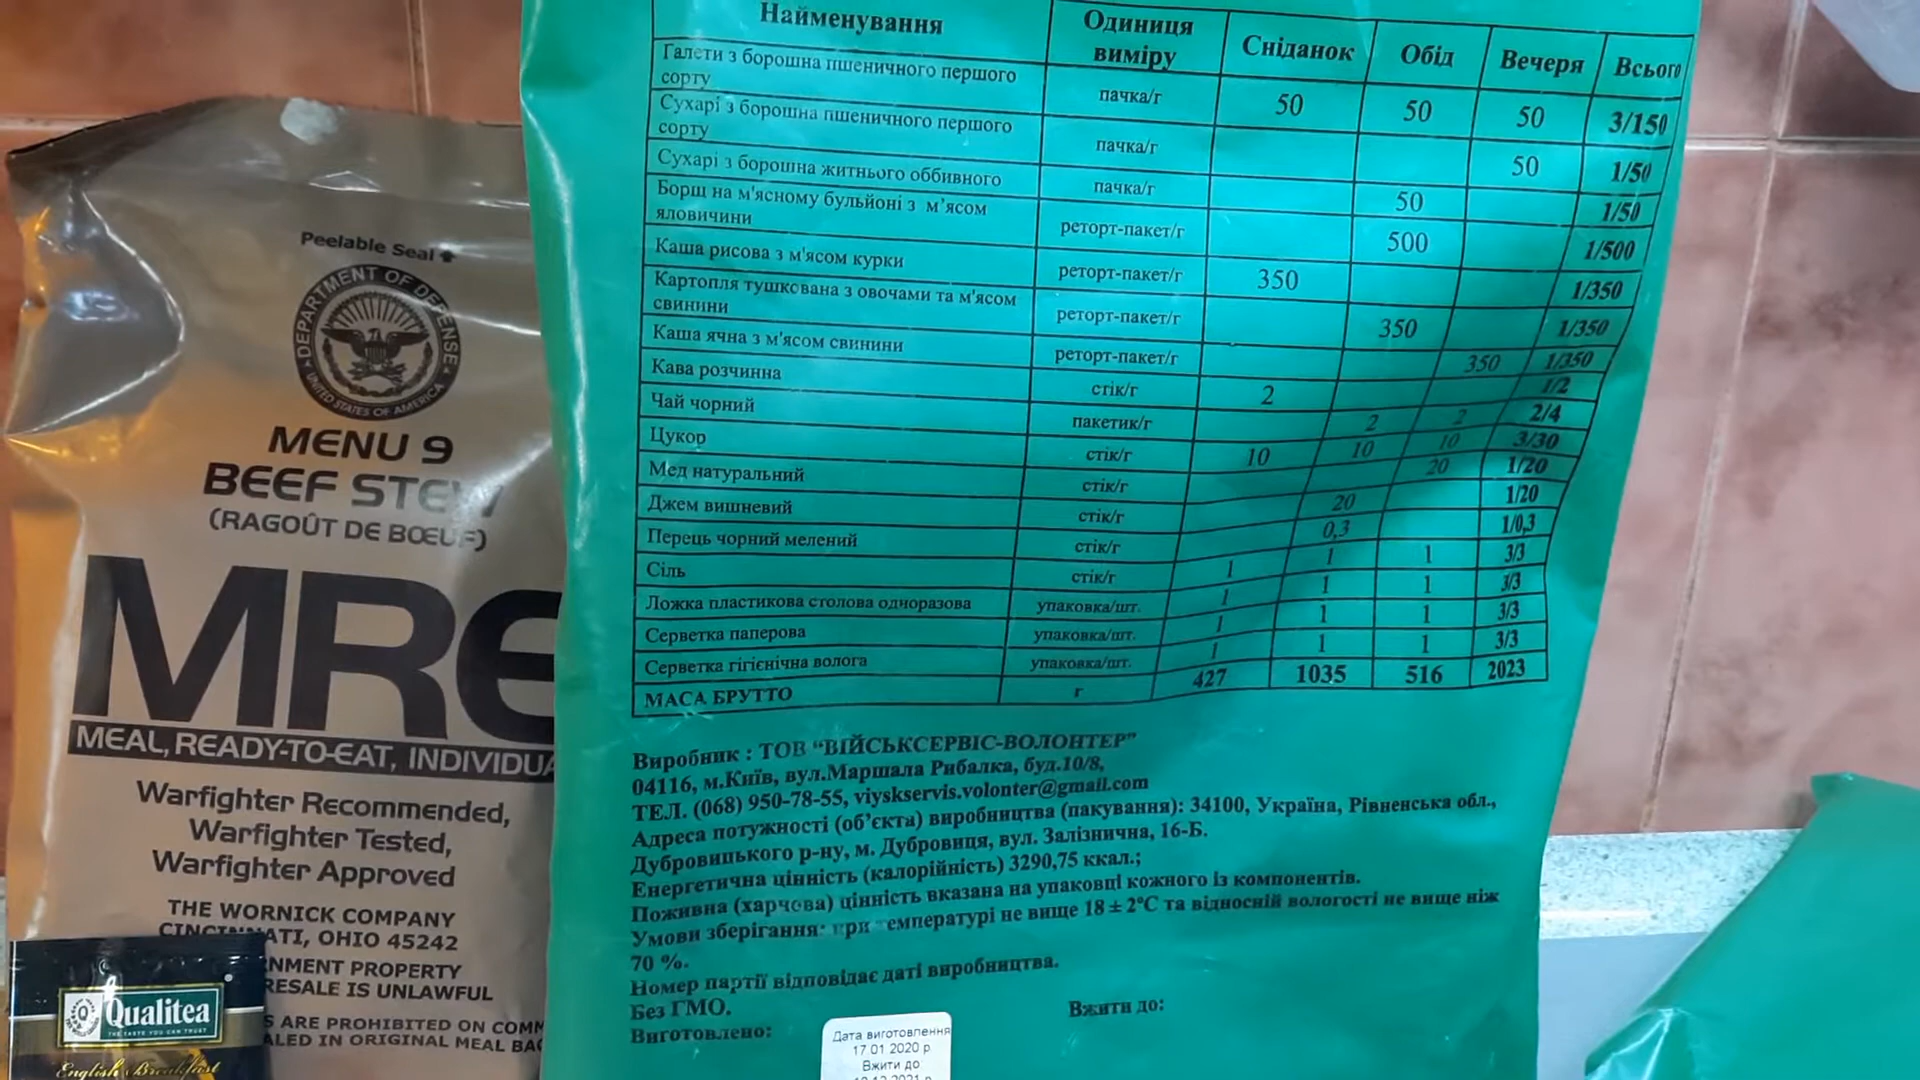 Peelable Seal
DEPARTMENT OF DEFENSE
UNITED STATES OF AMERICA
MENU 9
BEEF STEW
(RAGOÛT DE BŒUF)
MRE
MEAL, READY-TO-EAT, INDIVIDUA
Warfighter Recommended,
Warfighter Tested,
Warfighter Approved
THE WORNICK COMPANY
CINCINNATI, OHIO 45242
RNMENT PROPERTY
RESALE IS UNLAWFUL
S ARE PROHIBITED ON COMM
ALED IN ORIGINAL MEAL BAG
Qualitea
THE TASTE YOU CAN TRUST
English Breakfast
Найменування Одиниця виміру Сніданок Обід Вечеря Всього
Галети з борошна пшеничного першого сорту пачка/г 50 50 50 3/150
Сухарі з борошна пшеничного першого сорту пачка/г 50 1/50
Сухарі з борошна житнього оббивного пачка/г 50 1/50
Борщ на м'ясному бульйоні з м'ясом яловичини реторт-пакет/г 500 1/500
Каша рисова з м'ясом курки реторт-пакет/г 350 1/350
Картопля тушкована з овочами та м'ясом свинини реторт-пакет/г 350 1/350
Каша ячна з м'ясом свинини реторт-пакет/г 350 1/350
Кава розчинна стік/г 2 1/2
Чай чорний пакетик/г 2 2 2/4
Цукор стік/г 10 10 10 3/30
Мед натуральний стік/г 20 1/20
Джем вишневий стік/г 20 1/20
Перець чорний мелений стік/г 0,3 1/0,3
Сіль стік/г 1 1 1 3/3
Ложка пластикова столова одноразова упаковка/шт. 1 1 1 3/3
Серветка паперова упаковка/шт. 1 1 1 3/3
Серветка гігієнічна волога упаковка/шт. 1 1 1 3/3
МАСА БРУТТО г 427 1035 516 2023
Виробник : ТОВ “ВІЙСЬКСЕРВІС-ВОЛОНТЕР”
04116, м.Київ, вул.Маршала Рибалка, буд.10/8,
ТЕЛ. (068) 950-78-55, viyskservis.volonter@gmail.com
Адреса потужності (об’єкта) виробництва (пакування): 34100, Україна, Рівненська обл.,
Дубровицького р-ну, м. Дубровиця, вул. Залізнична, 16-Б.
Енергетична цінність (калорійність) 3290,75 ккал.;
Поживна (харчова) цінність вказана на упаковці кожного із компонентів.
Умови зберігання: при температурі не вище 18 ± 2°С та відносній вологості не вище ніж
70 %.
Номер партії відповідає даті виробництва.
Без ГМО.
Виготовлено: Вжити до:
Дата виготовлення
17 01 2020 р
Вжити до